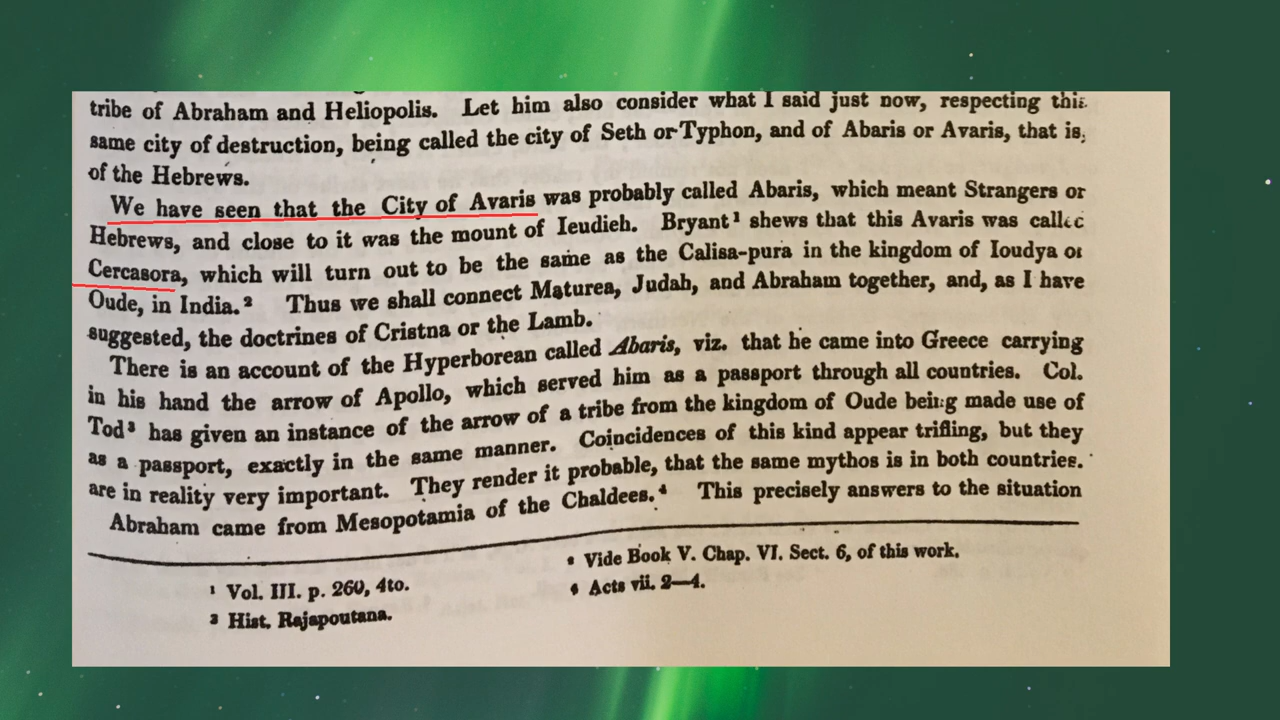 tribe of Abraham and Heliopolis. Let him also consider what I said just now, respecting this
same city of destruction, being called the city of Seth or Typhon, and of Abaris or Avaris, that is,
of the Hebrews.
We have seen that the City of Avaris was probably called Abaris, which meant Strangers or
Hebrews, and close to it was the mount of Ieudieh. Bryant¹ shews that this Avaris was called
Cercasora, which will turn out to be the same as the Calisa-pura in the kingdom of Ioudya or
Oude, in India.² Thus we shall connect Maturea, Judah, and Abraham together, and, as I have
suggested, the doctrines of Cristna or the Lamb.
There is an account of the Hyperborean called Abaris, viz. that he came into Greece carrying
in his hand the arrow of Apollo, which served him as a passport through all countries. Col.
Tod³ has given an instance of the arrow of a tribe from the kingdom of Oude being made use of
as a passport, exactly in the same manner. Coincidences of this kind appear trifling, but they
are in reality very important. They render it probable, that the same mythos is in both countries.
Abraham came from Mesopotamia of the Chaldees.⁴ This precisely answers to the situation
¹ Vol. III. p. 260, 4to.
² Vide Book V. Chap. VI. Sect. 6, of this work.
³ Hist. Rajapoutana.
⁴ Acts vii. 2—4.